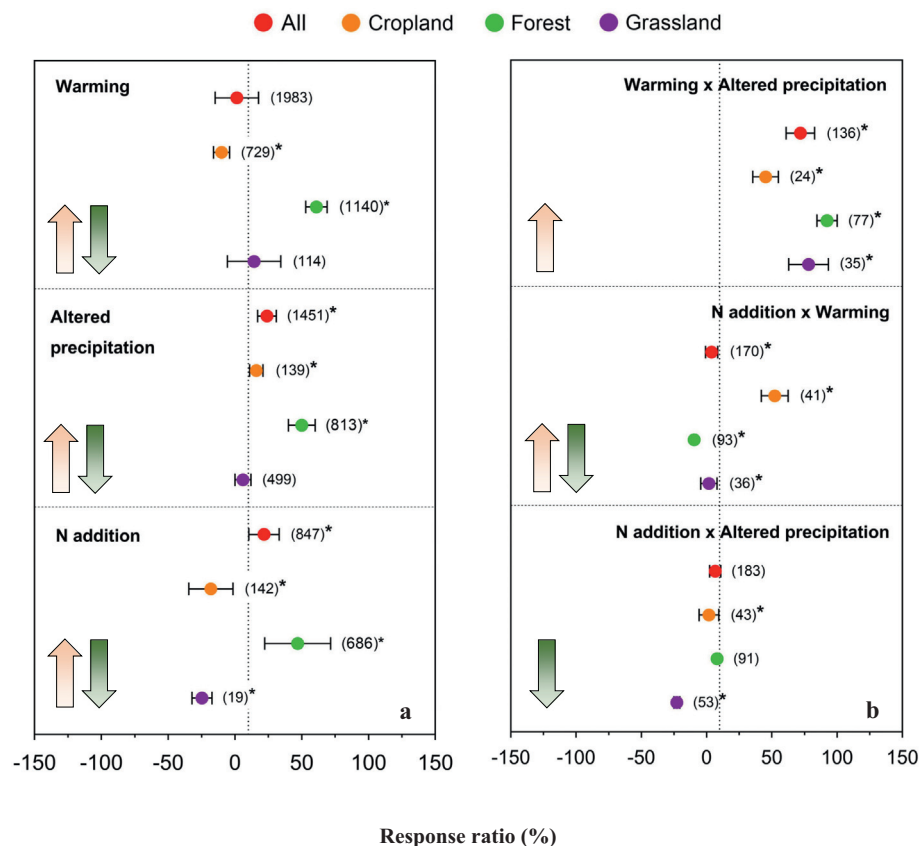 All Cropland Forest Grassland
Warming
(1983)
(729)*
(1140)*
(114)
Altered
precipitation
(1451)*
(139)*
(813)*
(499)
N addition
(847)*
(142)*
(686)*
(19)*
a
-150 -100 -50 0 50 100 150
Warming x Altered precipitation
(136)*
(24)*
(77)*
(35)*
N addition x Warming
(170)*
(41)*
(93)*
(36)*
N addition x Altered precipitation
(183)
(43)*
(91)
(53)*
b
-150 -100 -50 0 50 100 150
Response ratio (%)